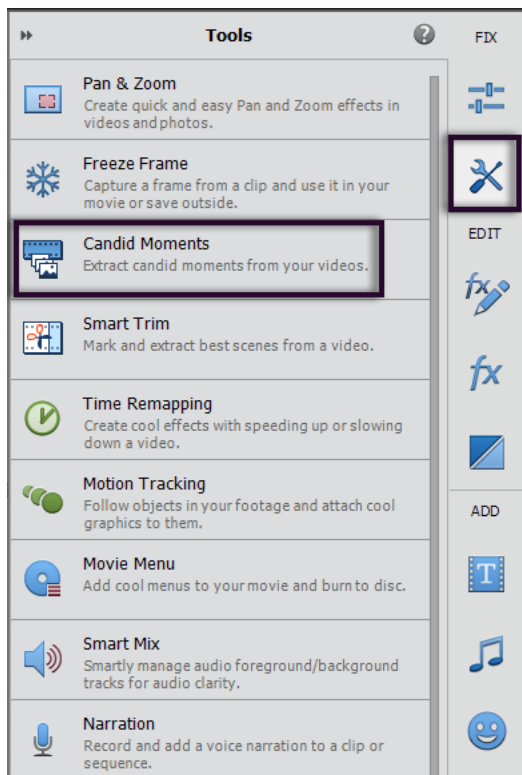 Tools
?
FIX
Pan & Zoom
Create quick and easy Pan and Zoom effects in
videos and photos.
Freeze Frame
Capture a frame from a clip and use it in your
movie or save outside.
EDIT
Candid Moments
Extract candid moments from your videos.
fx
Smart Trim
Mark and extract best scenes from a video.
fx
Time Remapping
Create cool effects with speeding up or slowing
down a video.
Motion Tracking
Follow objects in your footage and attach cool
graphics to them.
ADD
Movie Menu
Add cool menus to your movie and burn to disc.
T
Smart Mix
Smartly manage audio foreground/background
tracks for audio clarity.
Narration
Record and add a voice narration to a clip or
sequence.